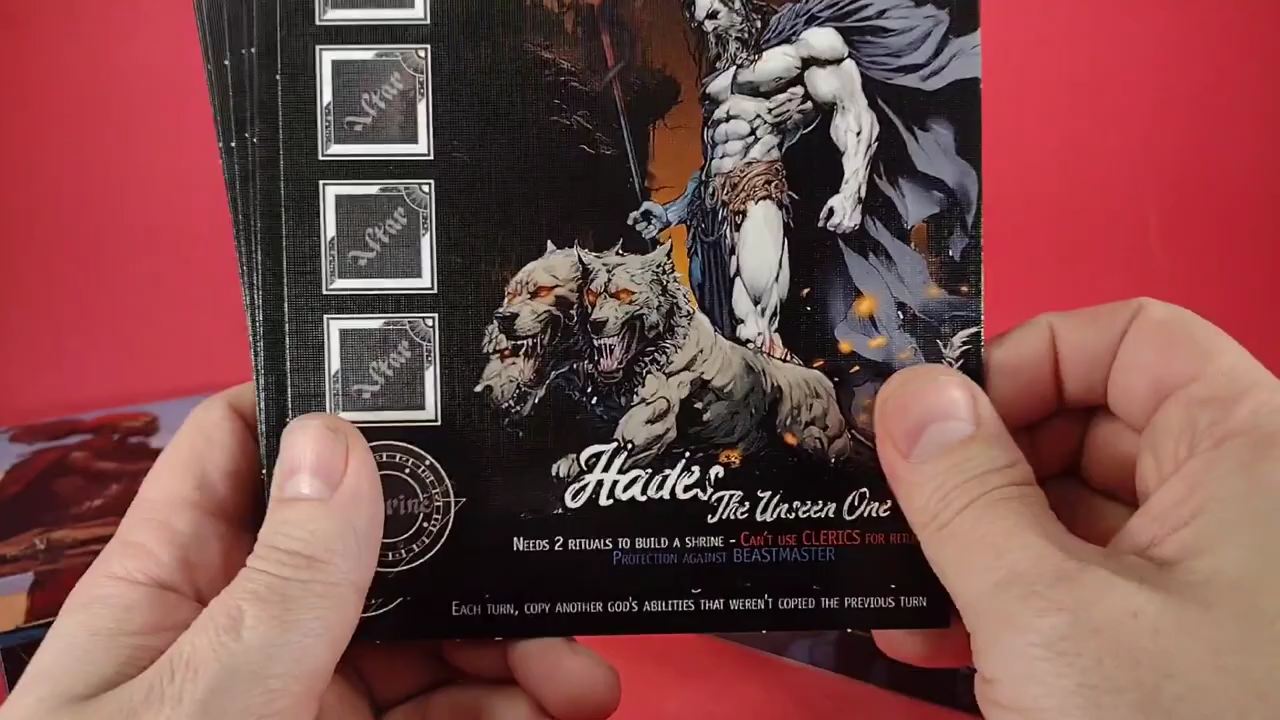 Altar
Altar
Altar
Hades
The Unseen One
NEEDS 2 RITUALS TO BUILD A SHRINE - CAN'T USE CLERICS FOR
PROTECTION AGAINST BEASTMASTER
EACH TURN, COPY ANOTHER GOD'S ABILITIES THAT WEREN'T COPIED THE PREVIOUS TURN